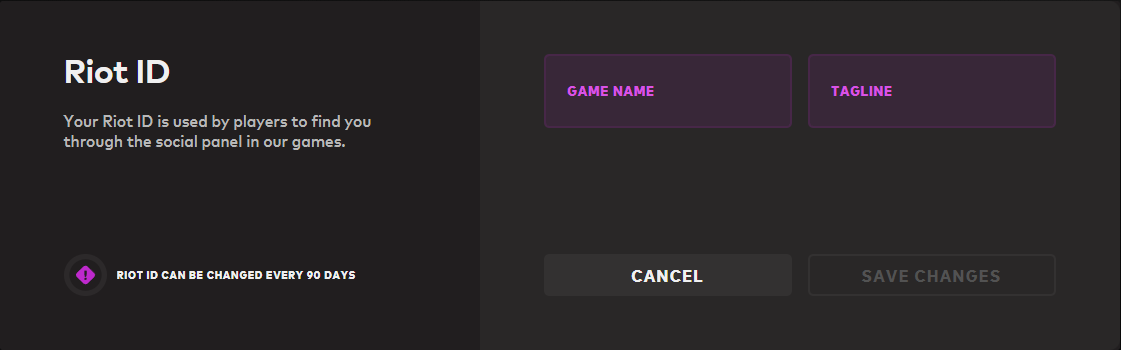 Riot ID
Your Riot ID is used by players to find you
through the social panel in our games.
RIOT ID CAN BE CHANGED EVERY 90 DAYS
GAME NAME
TAGLINE
CANCEL
SAVE CHANGES